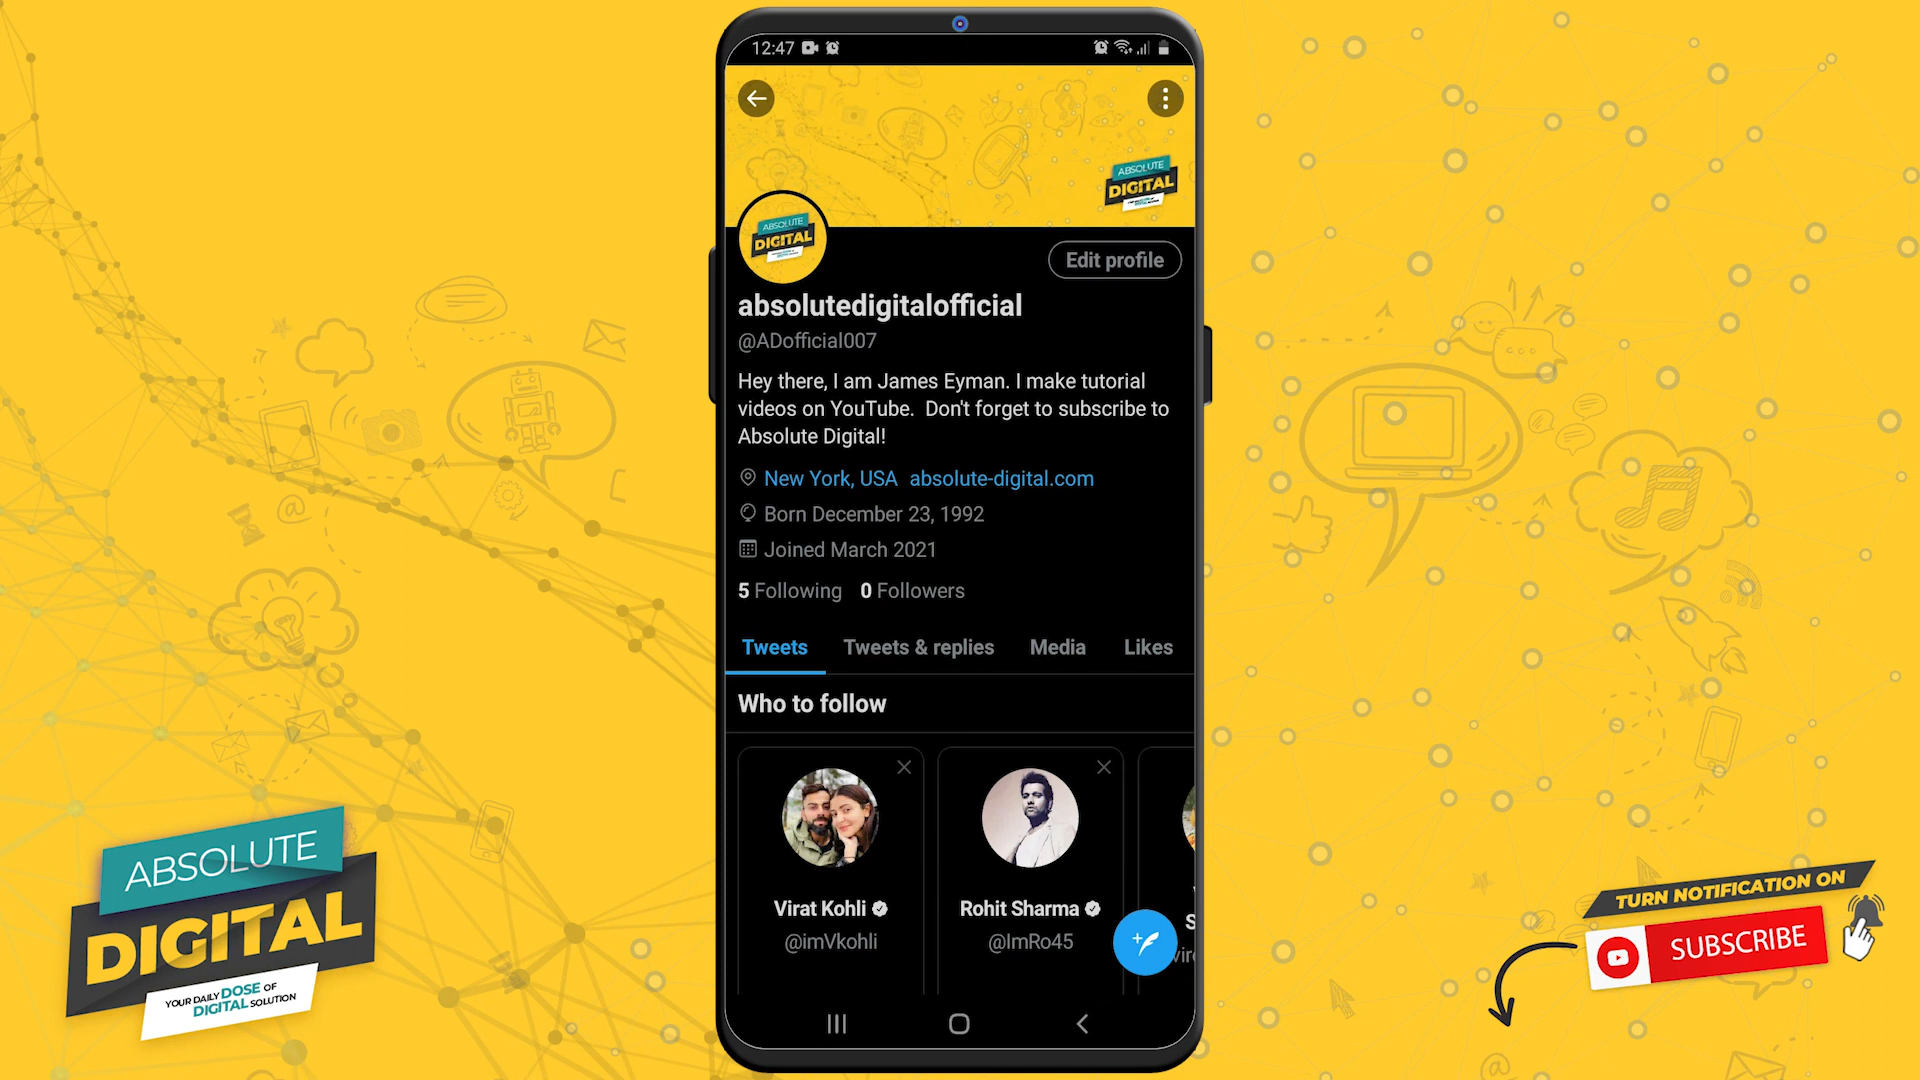 12:47
ABSOLUTE
DIGITAL
ABSOLUTE
DIGITAL
Edit profile
absolutedigitalofficial
@ADofficial007
Hey there, I am James Eyman. I make tutorial
videos on YouTube.  Don't forget to subscribe to
Absolute Digital!
New York, USA absolute-digital.com
Born December 23, 1992
Joined March 2021
5 Following 0 Followers
Tweets Tweets & replies Media Likes
Who to follow
Virat Kohli
@imVkohli
Rohit Sharma
@ImRo45
ABSOLUTE
DIGITAL
YOUR DAILY DOSE OF
DIGITAL SOLUTION
TURN NOTIFICATION ON
SUBSCRIBE